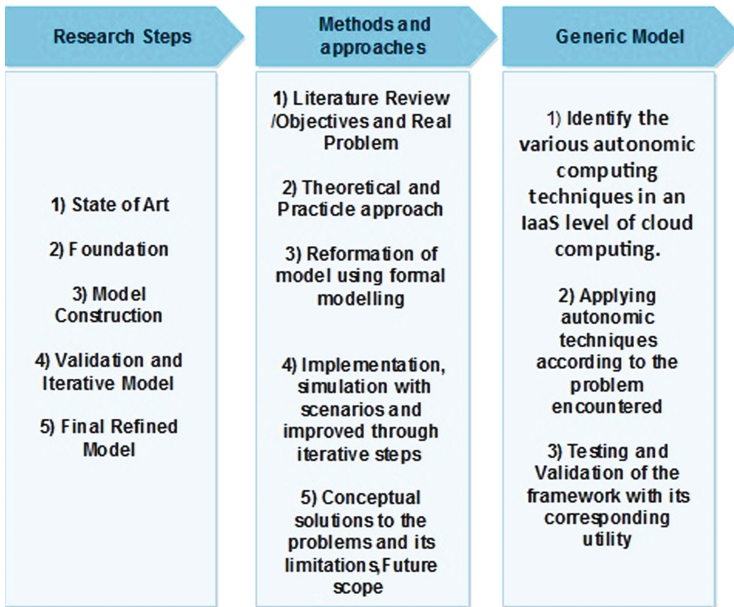 Research Steps
1) State of Art
2) Foundation
3) Model
Construction
4) Validation and
Iterative Model
5) Final Refined
Model
Methods and
approaches
1) Literature Review
/Objectives and Real
Problem
2) Theoretical and
Practicle approach
3) Reformation of
model using formal
modelling
4) Implementation,
simulation with
scenarios and
improved through
iterative steps
5) Conceptual
solutions to the
problems and its
limitations,Future
scope
Generic Model
1) Identify the
various autonomic
computing
techniques in an
IaaS level of cloud
computing.
2) Applying
autonomic
techniques
according to the
problem
encountered
3) Testing and
Validation of the
framework with its
corresponding
utility